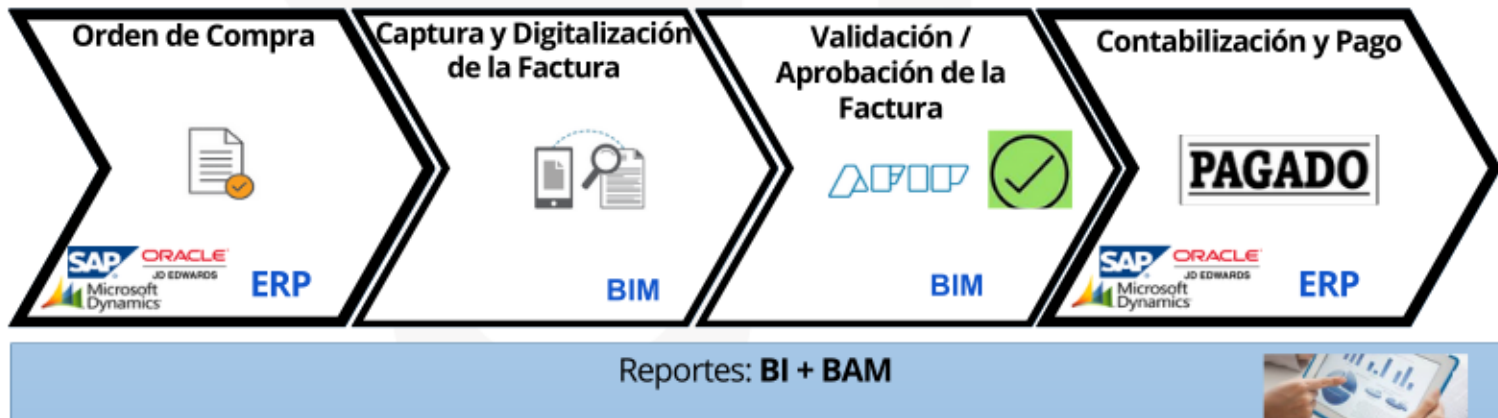 Orden de Compra
SAP
ORACLE
JD EDWARDS
Microsoft
Dynamics
ERP
Captura y Digitalización
de la Factura
BIM
Validación /
Aprobación de la
Factura
AFIP
BIM
Contabilización y Pago
PAGADO
SAP
ORACLE
JD EDWARDS
Microsoft
Dynamics
ERP
Reportes: BI + BAM